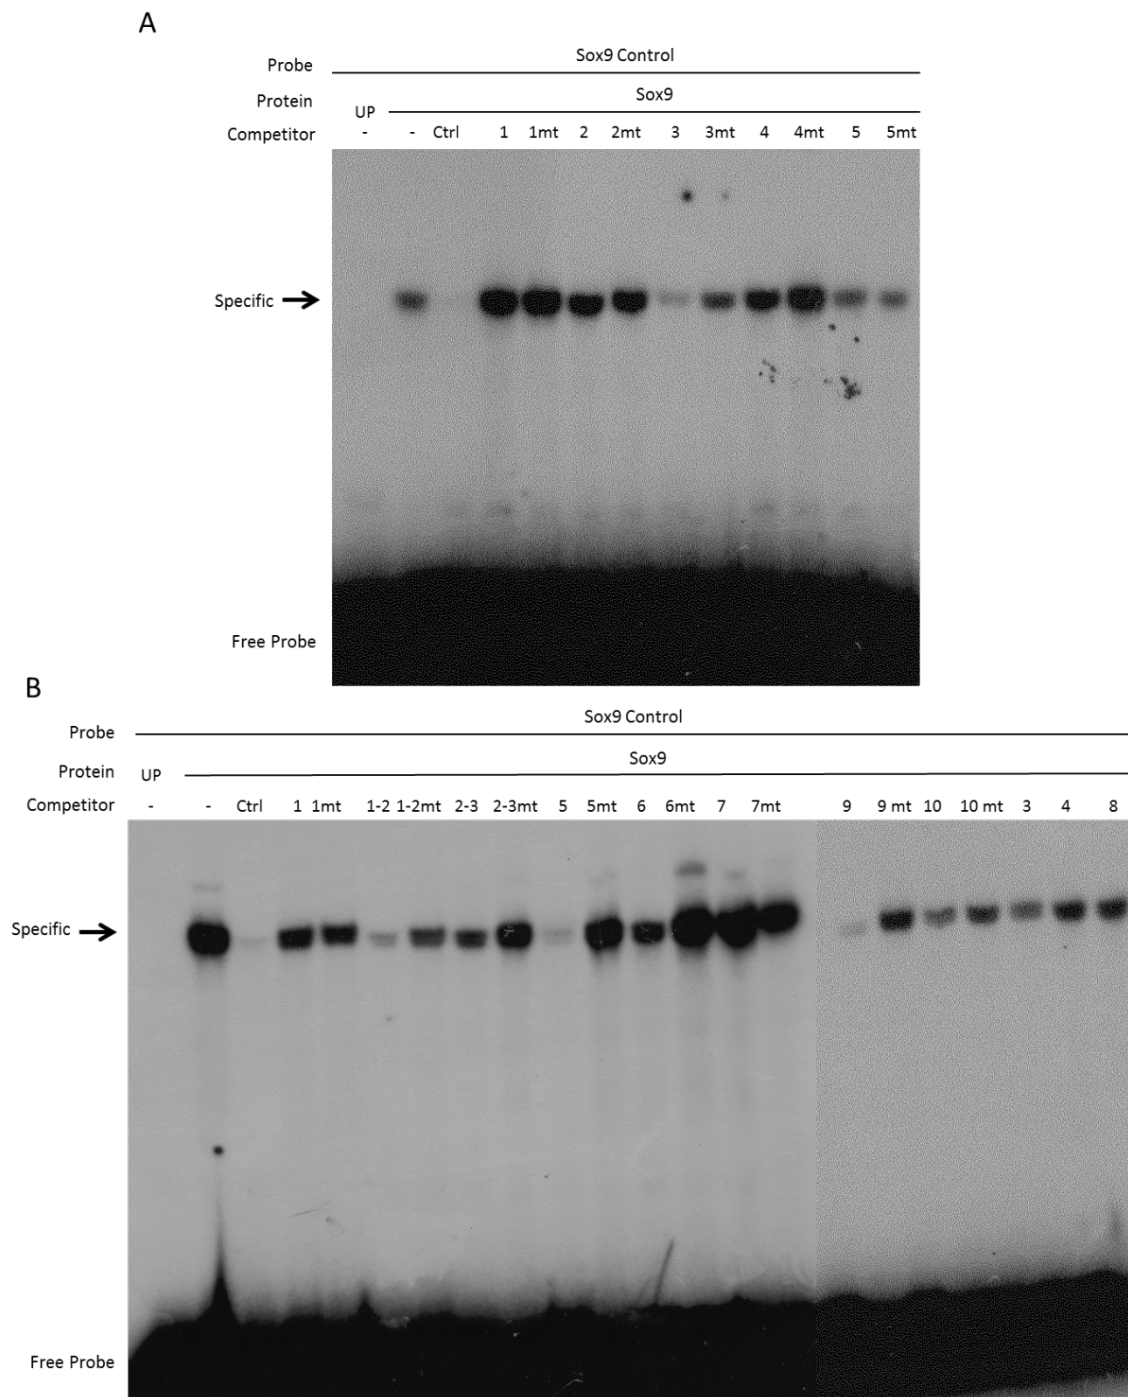 A
Probe Sox9 Control
Protein UP Sox9
Competitor - - Ctrl 1 1mt 2 2mt 3 3mt 4 4mt 5 5mt
Specific
Free Probe
B
Probe Sox9 Control
Protein UP Sox9
Competitor - - Ctrl 1 1mt 1-2 1-2mt 2-3 2-3mt 5 5mt 6 6mt 7 7mt 9 9 mt 10 10 mt 3 4 8
Specific
Free Probe